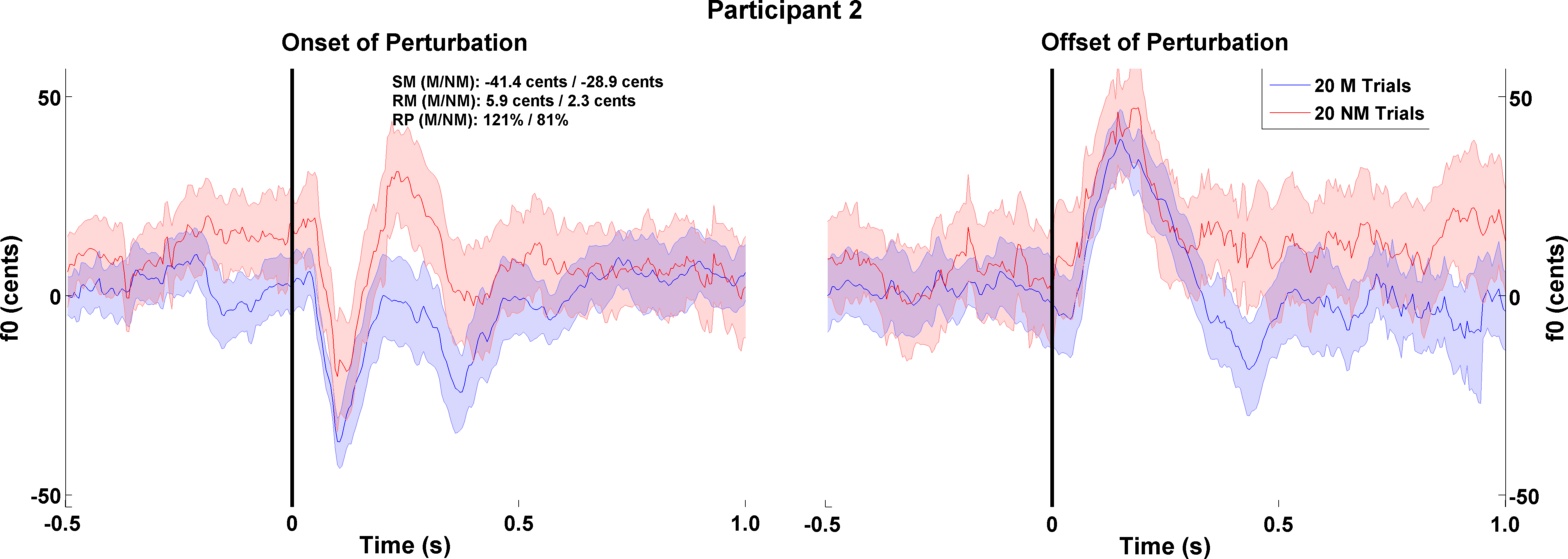 Participant 2
Onset of Perturbation
SM (M/NM): -41.4 cents / -28.9 cents
RM (M/NM): 5.9 cents / 2.3 cents
RP (M/NM): 121% / 81%
f0 (cents)
50
0
-50
-0.5
0
0.5
1.0
Time (s)
Offset of Perturbation
20 M Trials
20 NM Trials
50
0
-50
f0 (cents)
-0.5
0
0.5
1.0
Time (s)